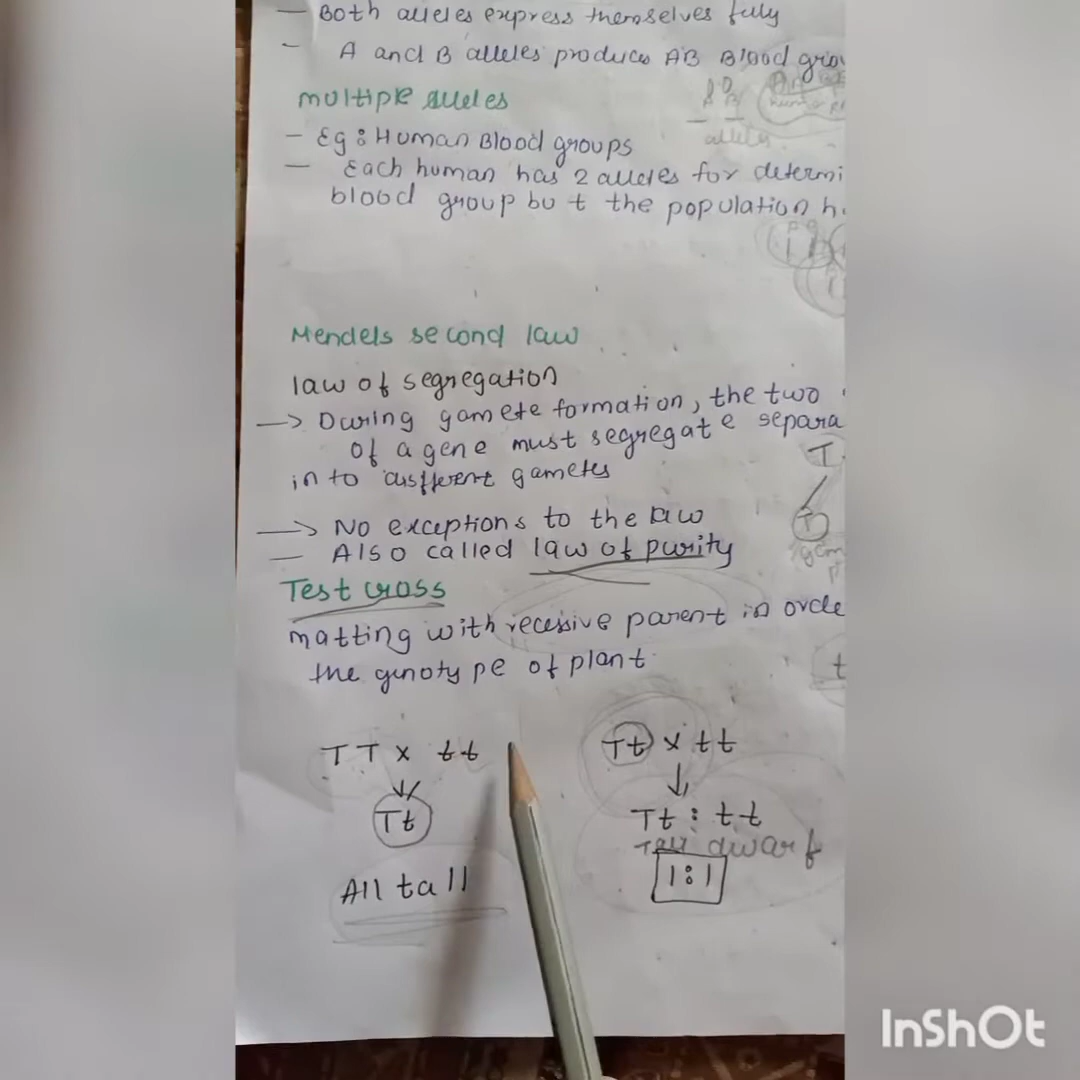 - Both alleles express themselves fully
- A and B alleles produces AB Blood
multiple alleles
- Eg : Human Blood groups
alleles
- Each human has 2 alleles for determi
blood group but the population h
Mendels second law
law of segregation
-> During gamete formation, the two
of a gene must segregate separa
T
in to different gametes
-> No exceptions to the law
T
- Also called law of purity
Test cross
matting with recessive parent in orde
the genotype of plant
t
TT x tt
Tt x tt
Tt
Tt : tt
Tall dwarf
All tall
1:1
InShOt